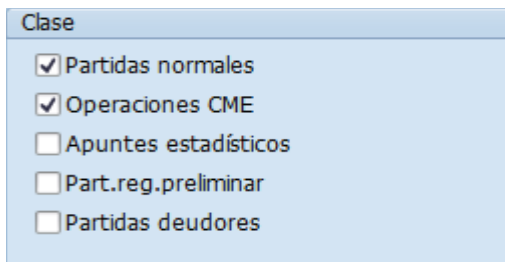 Clase
Partidas normales
Operaciones CME
Apuntes estadísticos
Part.reg.preliminar
Partidas deudores